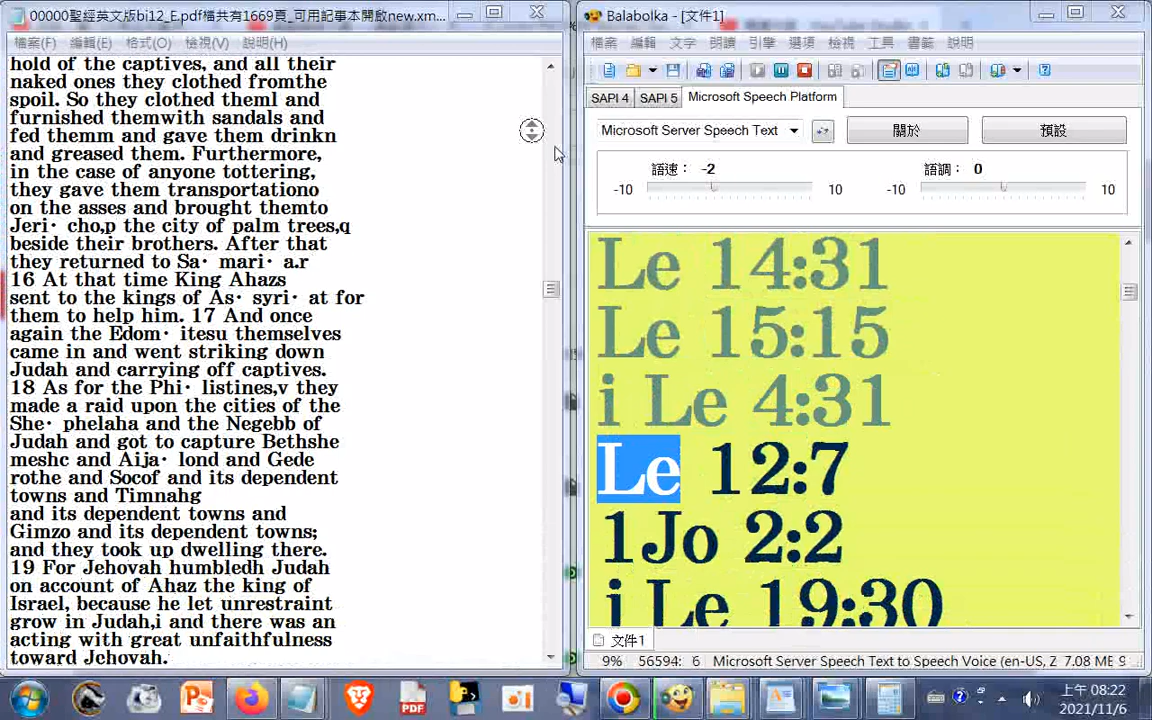 00000聖經英文版bi12_E.pdf檔共有1669頁_可用記事本開啟new.xm...
檔案(F) 編輯(E) 格式(O) 檢視(V) 說明(H)
hold of the captives, and all their
naked ones they clothed fromthe
spoil. So they clothed theml and
furnished themwith sandals and
fed themm and gave them drinkn
and greased them. Furthermore,
in the case of anyone tottering,
they gave them transportationo
on the asses and brought themto
Jeri· cho,p the city of palm trees,q
beside their brothers. After that
they returned to Sa· mari· a.r
16 At that time King Ahazs
sent to the kings of As· syri· at for
them to help him. 17 And once
again the Edom· itesu themselves
came in and went striking down
Judah and carrying off captives.
18 As for the Phi· listines,v they
made a raid upon the cities of the
She· phelaha and the Negebb of
Judah and got to capture Bethshe
meshc and Aija· lond and Gede
rothe and Socof and its dependent
towns and Timnahg
and its dependent towns and
Gimzo and its dependent towns;
and they took up dwelling there.
19 For Jehovah humbledh Judah
on account of Ahaz the king of
Israel, because he let unrestraint
grow in Judah,i and there was an
acting with great unfaithfulness
toward Jehovah.
Balabolka - [文件1]
檔案 編輯 文字 朗讀 引擎 選項 檢視 工具 書籤 說明
SAPI 4 SAPI 5 Microsoft Speech Platform
Microsoft Server Speech Text 關於 預設
語速： -2 語調： 0
-10 10 -10 10
Le 14:31
Le 15:15
i Le 4:31
Le 12:7
1Jo 2:2
i Le 19:30
文件1
9% 56594: 6 Microsoft Server Speech Text to Speech Voice (en-US, Z 7.08 ME 9
PDF
上午 08:22
2021/11/6